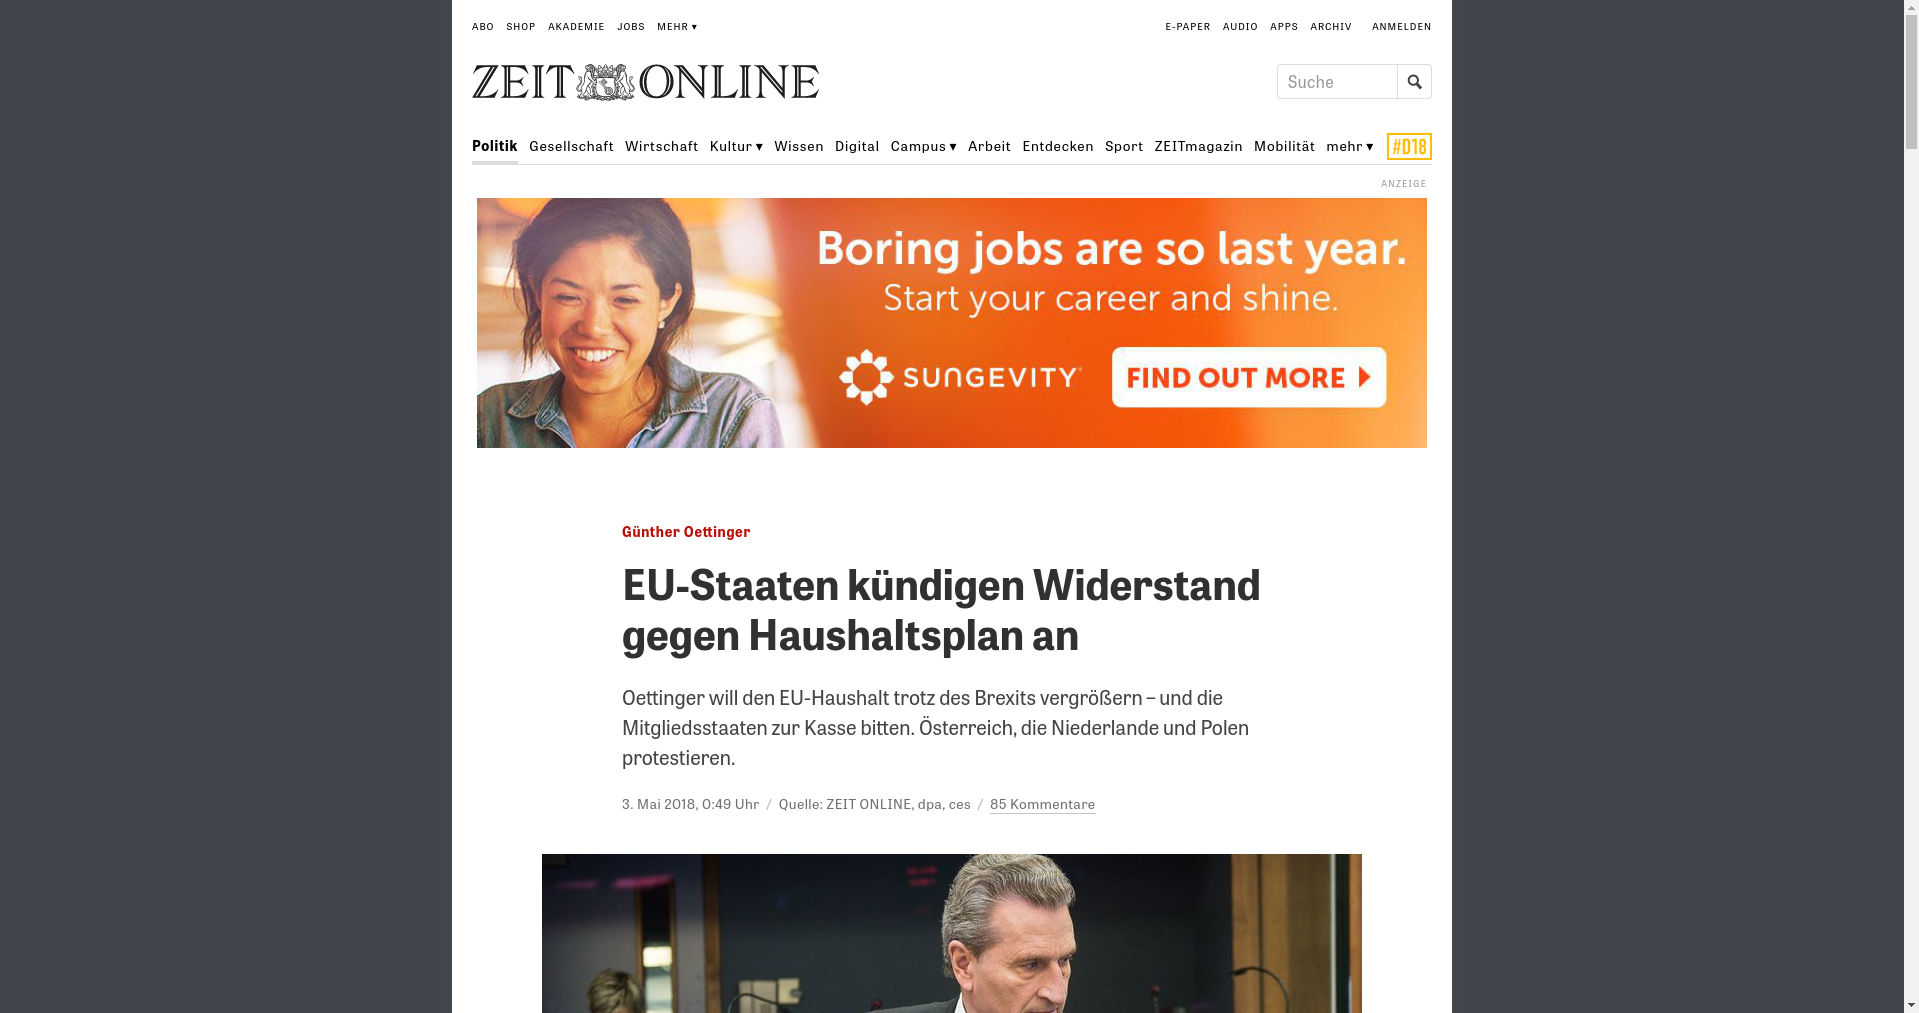 ABO SHOP AKADEMIE JOBS MEHR ▾ E-PAPER AUDIO APPS ARCHIV ANMELDEN
ZEIT ONLINE
Suche
Politik Gesellschaft Wirtschaft Kultur ▾ Wissen Digital Campus ▾ Arbeit Entdecken Sport ZEITmagazin Mobilität mehr ▾ #D18
ANZEIGE
Boring jobs are so last year.
Start your career and shine.
SUNGEVITY FIND OUT MORE
Günther Oettinger
EU-Staaten kündigen Widerstand
gegen Haushaltsplan an
Oettinger will den EU-Haushalt trotz des Brexits vergrößern – und die
Mitgliedsstaaten zur Kasse bitten. Österreich, die Niederlande und Polen
protestieren.
3. Mai 2018, 0:49 Uhr / Quelle: ZEIT ONLINE, dpa, ces / 85 Kommentare